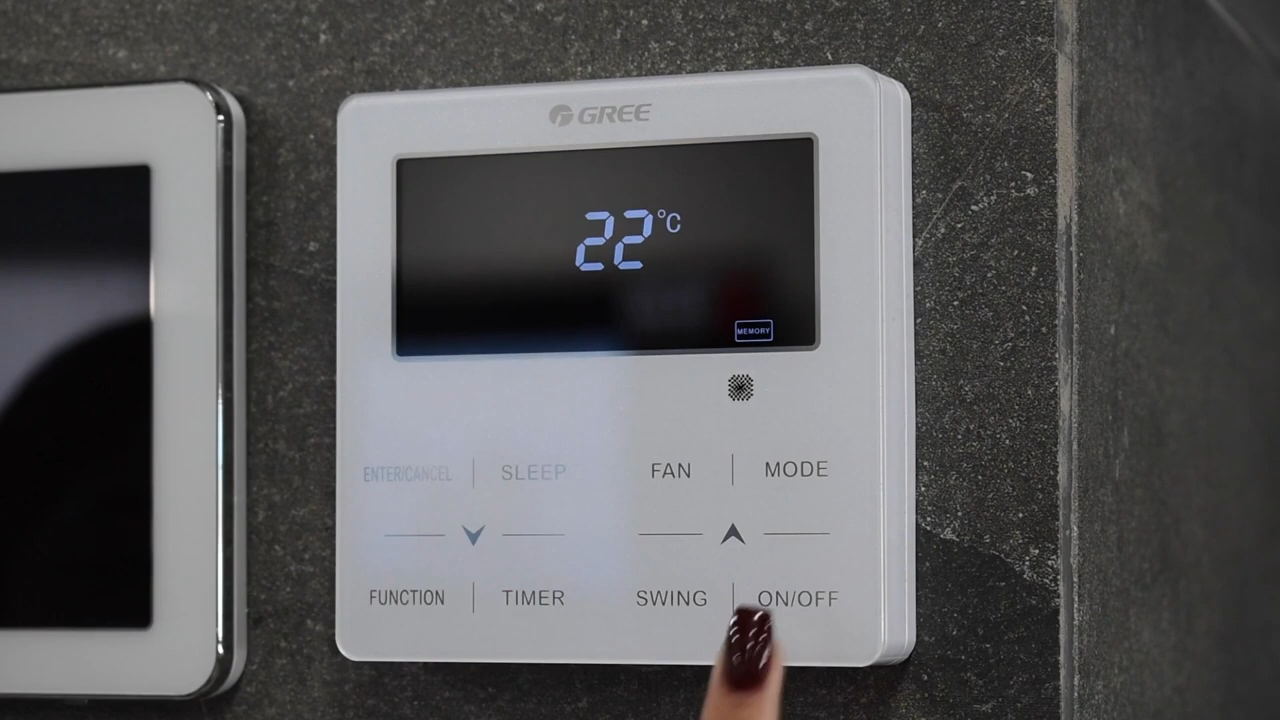 GREE
22°C
MEMORY
ENTER/CANCEL SLEEP FAN MODE
FUNCTION TIMER SWING ON/OFF